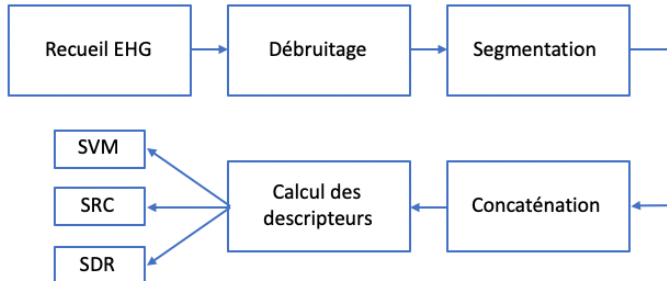 Recueil EHG
Débruitage
Segmentation
SVM
SRC
SDR
Calcul des
descripteurs
Concaténation